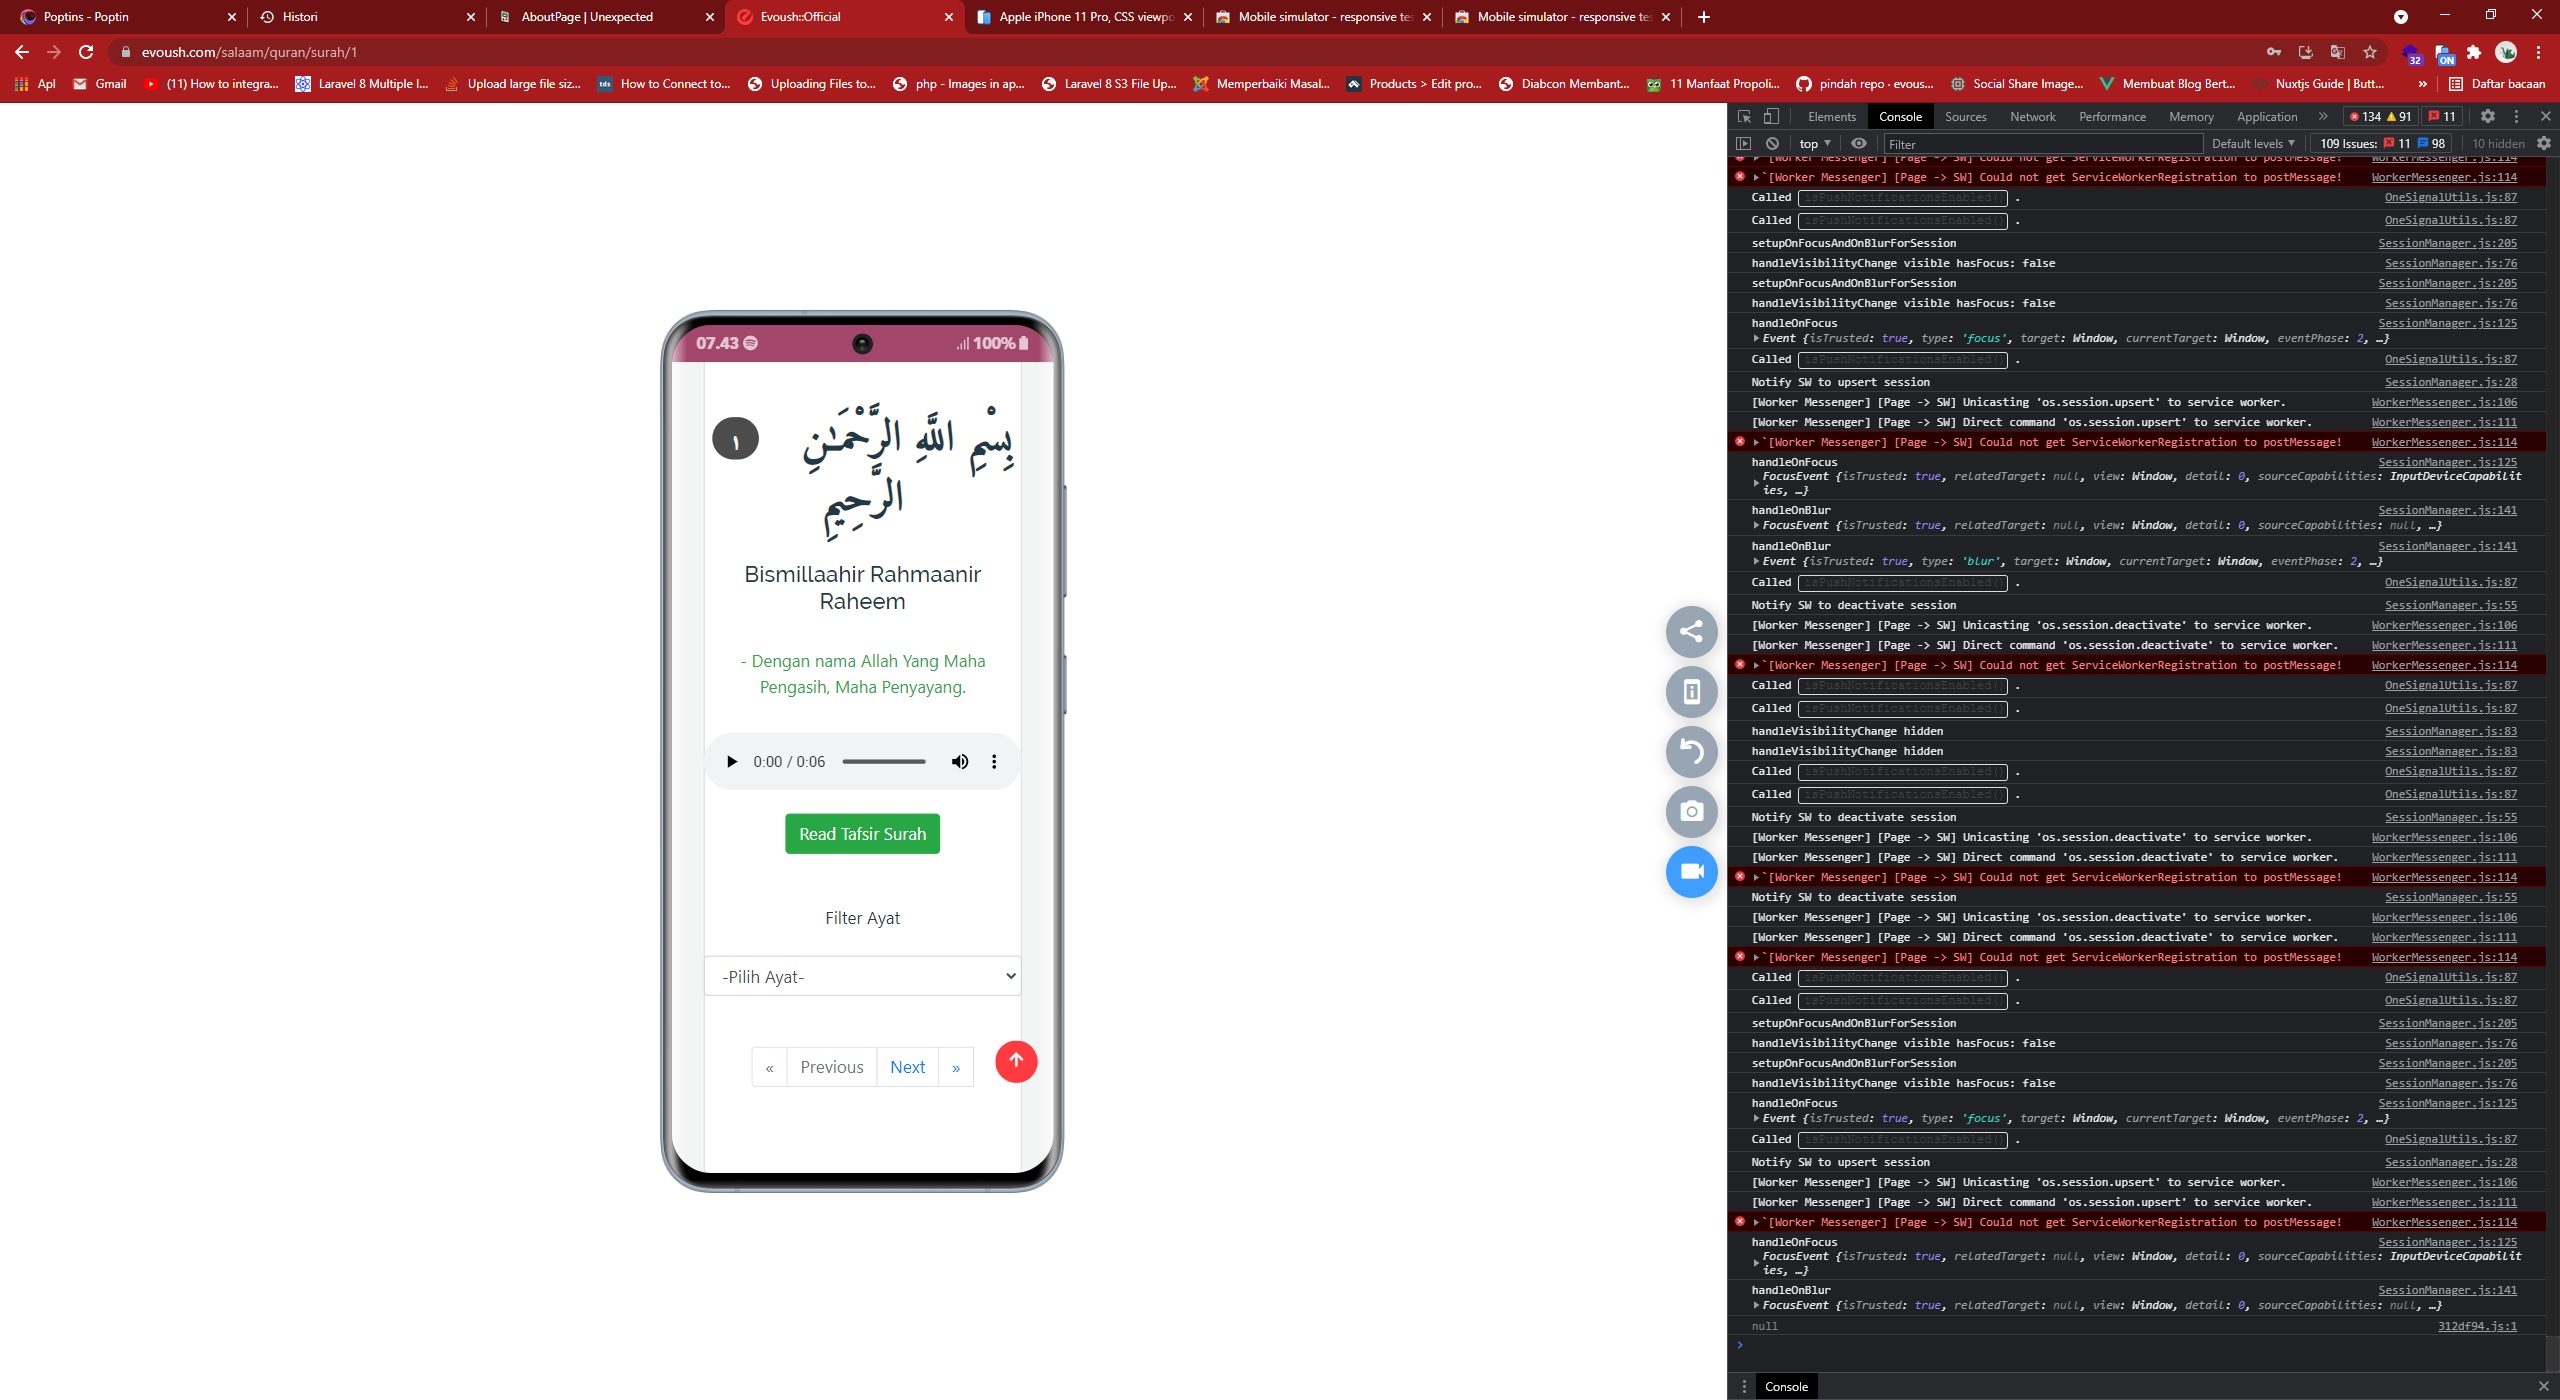 Poptins - Poptin
Histori
AboutPage | Unexpected
Evoush::Official
Apple iPhone 11 Pro, CSS viewpo
Mobile simulator - responsive te
Mobile simulator - responsive te
evoush.com/salaam/quran/surah/1
32
ON
Apl
Gmail
(11) How to integra...
Laravel 8 Multiple I...
Upload large file siz...
How to Connect to...
Uploading Files to...
php - Images in ap...
Laravel 8 S3 File Up...
Memperbaiki Masal...
Products > Edit pro...
Diabcon Membant...
11 Manfaat Propoli...
pindah repo · evous...
Social Share Image...
Membuat Blog Bert...
Nuxtjs Guide | Butt...
»
Daftar bacaan
07.43
100%
١
بِسْمِ اللَّهِ الرَّحْمَٰنِ
الرَّحِيمِ
Bismillaahir Rahmaanir
Raheem
- Dengan nama Allah Yang Maha
Pengasih, Maha Penyayang.
0:00 / 0:06
Read Tafsir Surah
Filter Ayat
-Pilih Ayat-
« Previous Next »
Elements Console Sources Network Performance Memory Application » 134 91 11
top Filter Default levels 109 Issues: 11 98 10 hidden
`[Worker Messenger] [Page -> SW] Could not get ServiceWorkerRegistration to postMessage! WorkerMessenger.js:114
`[Worker Messenger] [Page -> SW] Could not get ServiceWorkerRegistration to postMessage! WorkerMessenger.js:114
Called isPushNotificationsEnabled() . OneSignalUtils.js:87
Called isPushNotificationsEnabled() . OneSignalUtils.js:87
setupOnFocusAndOnBlurForSession SessionManager.js:205
handleVisibilityChange visible hasFocus: false SessionManager.js:76
setupOnFocusAndOnBlurForSession SessionManager.js:205
handleVisibilityChange visible hasFocus: false SessionManager.js:76
handleOnFocus SessionManager.js:125
Event {isTrusted: true, type: 'focus', target: Window, currentTarget: Window, eventPhase: 2, …}
Called isPushNotificationsEnabled() . OneSignalUtils.js:87
Notify SW to upsert session SessionManager.js:28
[Worker Messenger] [Page -> SW] Unicasting 'os.session.upsert' to service worker. WorkerMessenger.js:106
[Worker Messenger] [Page -> SW] Direct command 'os.session.upsert' to service worker. WorkerMessenger.js:111
`[Worker Messenger] [Page -> SW] Could not get ServiceWorkerRegistration to postMessage! WorkerMessenger.js:114
handleOnFocus SessionManager.js:125
FocusEvent {isTrusted: true, relatedTarget: null, view: Window, detail: 0, sourceCapabilities: InputDeviceCapabilit
ies, …}
handleOnBlur SessionManager.js:141
FocusEvent {isTrusted: true, relatedTarget: null, view: Window, detail: 0, sourceCapabilities: null, …}
handleOnBlur SessionManager.js:141
Event {isTrusted: true, type: 'blur', target: Window, currentTarget: Window, eventPhase: 2, …}
Called isPushNotificationsEnabled() . OneSignalUtils.js:87
Notify SW to deactivate session SessionManager.js:55
[Worker Messenger] [Page -> SW] Unicasting 'os.session.deactivate' to service worker. WorkerMessenger.js:106
[Worker Messenger] [Page -> SW] Direct command 'os.session.deactivate' to service worker. WorkerMessenger.js:111
`[Worker Messenger] [Page -> SW] Could not get ServiceWorkerRegistration to postMessage! WorkerMessenger.js:114
Called isPushNotificationsEnabled() . OneSignalUtils.js:87
Called isPushNotificationsEnabled() . OneSignalUtils.js:87
handleVisibilityChange hidden SessionManager.js:83
handleVisibilityChange hidden SessionManager.js:83
Called isPushNotificationsEnabled() . OneSignalUtils.js:87
Called isPushNotificationsEnabled() . OneSignalUtils.js:87
Notify SW to deactivate session SessionManager.js:55
[Worker Messenger] [Page -> SW] Unicasting 'os.session.deactivate' to service worker. WorkerMessenger.js:106
[Worker Messenger] [Page -> SW] Direct command 'os.session.deactivate' to service worker. WorkerMessenger.js:111
`[Worker Messenger] [Page -> SW] Could not get ServiceWorkerRegistration to postMessage! WorkerMessenger.js:114
Notify SW to deactivate session SessionManager.js:55
[Worker Messenger] [Page -> SW] Unicasting 'os.session.deactivate' to service worker. WorkerMessenger.js:106
[Worker Messenger] [Page -> SW] Direct command 'os.session.deactivate' to service worker. WorkerMessenger.js:111
`[Worker Messenger] [Page -> SW] Could not get ServiceWorkerRegistration to postMessage! WorkerMessenger.js:114
Called isPushNotificationsEnabled() . OneSignalUtils.js:87
Called isPushNotificationsEnabled() . OneSignalUtils.js:87
setupOnFocusAndOnBlurForSession SessionManager.js:205
handleVisibilityChange visible hasFocus: false SessionManager.js:76
setupOnFocusAndOnBlurForSession SessionManager.js:205
handleVisibilityChange visible hasFocus: false SessionManager.js:76
handleOnFocus SessionManager.js:125
Event {isTrusted: true, type: 'focus', target: Window, currentTarget: Window, eventPhase: 2, …}
Called isPushNotificationsEnabled() . OneSignalUtils.js:87
Notify SW to upsert session SessionManager.js:28
[Worker Messenger] [Page -> SW] Unicasting 'os.session.upsert' to service worker. WorkerMessenger.js:106
[Worker Messenger] [Page -> SW] Direct command 'os.session.upsert' to service worker. WorkerMessenger.js:111
`[Worker Messenger] [Page -> SW] Could not get ServiceWorkerRegistration to postMessage! WorkerMessenger.js:114
handleOnFocus SessionManager.js:125
FocusEvent {isTrusted: true, relatedTarget: null, view: Window, detail: 0, sourceCapabilities: InputDeviceCapabilit
ies, …}
handleOnBlur SessionManager.js:141
FocusEvent {isTrusted: true, relatedTarget: null, view: Window, detail: 0, sourceCapabilities: null, …}
null 312df94.js:1
Console